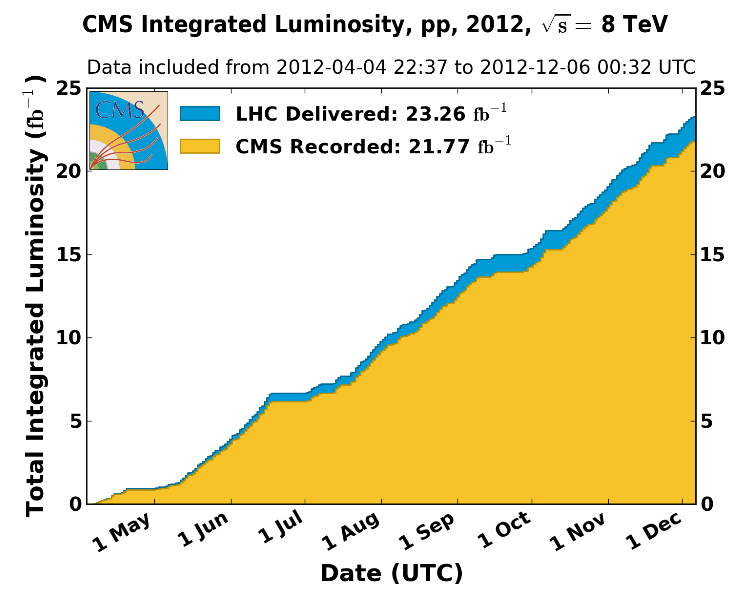 CMS Integrated Luminosity, pp, 2012, √s = 8 TeV
Data included from 2012-04-04 22:37 to 2012-12-06 00:32 UTC
CMS
LHC Delivered: 23.26 fb⁻¹
CMS Recorded: 21.77 fb⁻¹
Total Integrated Luminosity (fb⁻¹)
25 25
20 20
15 15
10 10
5 5
0 0
1 May 1 Jun 1 Jul 1 Aug 1 Sep 1 Oct 1 Nov 1 Dec
Date (UTC)